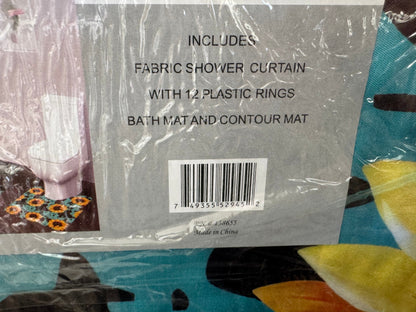 INCLUDES
FABRIC SHOWER CURTAIN
WITH 12 PLASTIC RINGS
BATH MAT AND CONTOUR MAT
7 49355 52945 2
Made in China